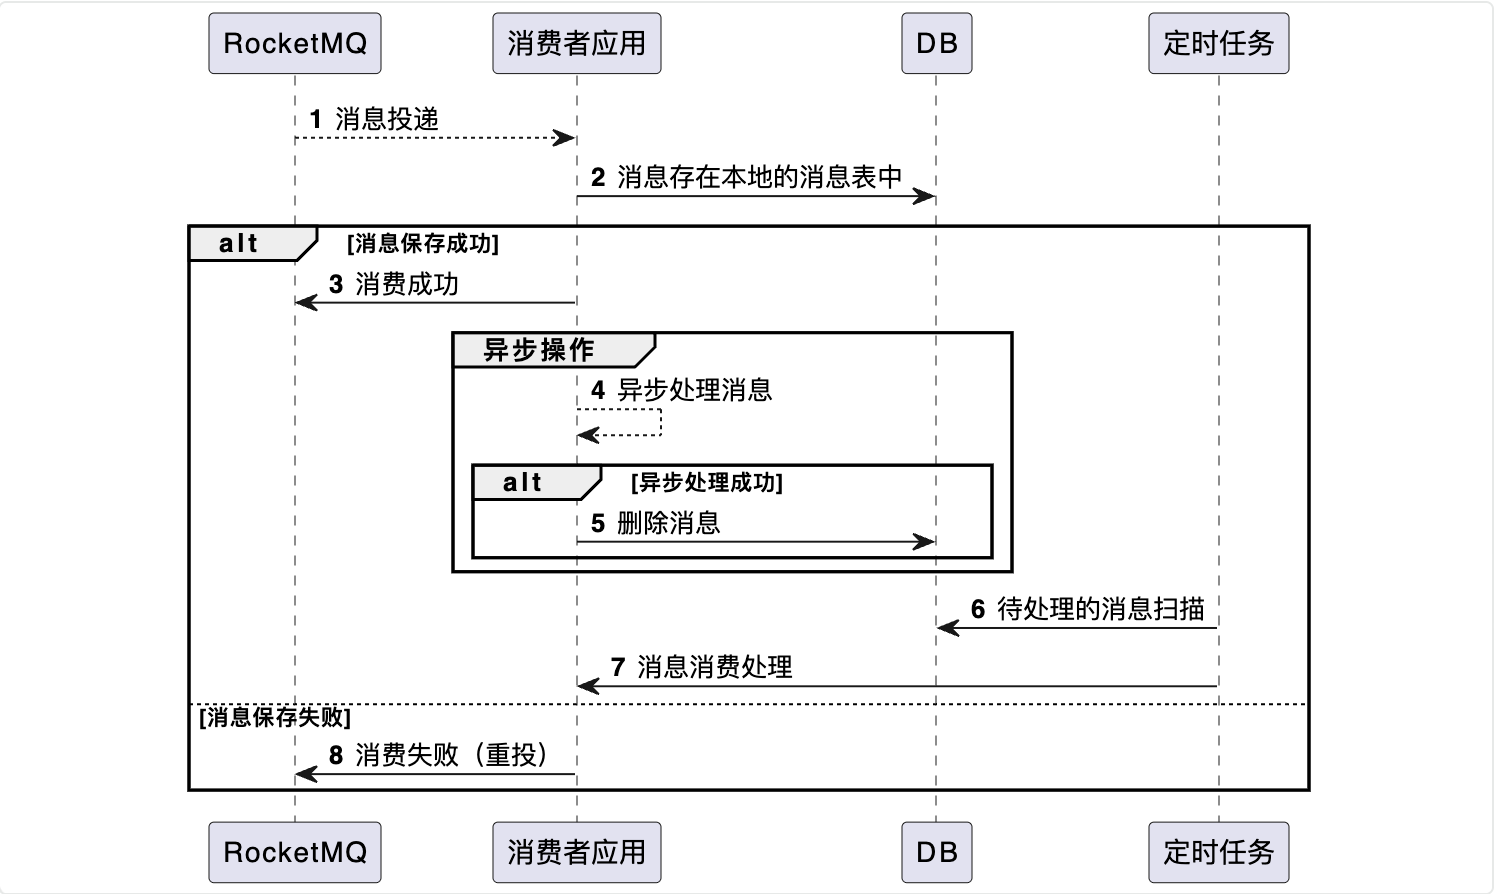 RocketMQ
消费者应用
DB
定时任务
1 消息投递
2 消息存在本地的消息表中
alt [消息保存成功]
3 消费成功
异步操作
4 异步处理消息
alt [异步处理成功]
5 删除消息
6 待处理的消息扫描
7 消息消费处理
[消息保存失败]
8 消费失败（重投）
RocketMQ
消费者应用
DB
定时任务